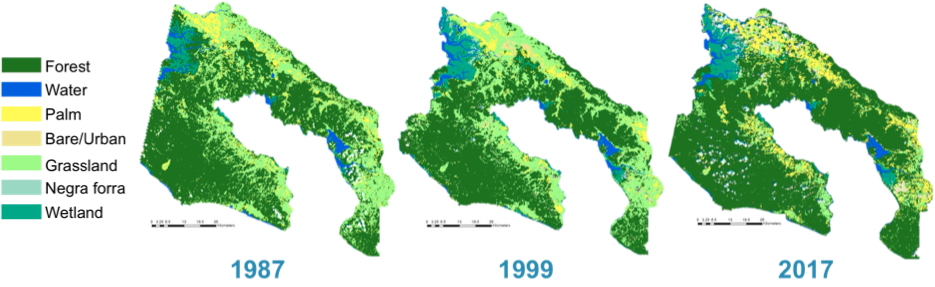 Forest
Water
Palm
Bare/Urban
Grassland
Negra forra
Wetland
1987
1999
2017